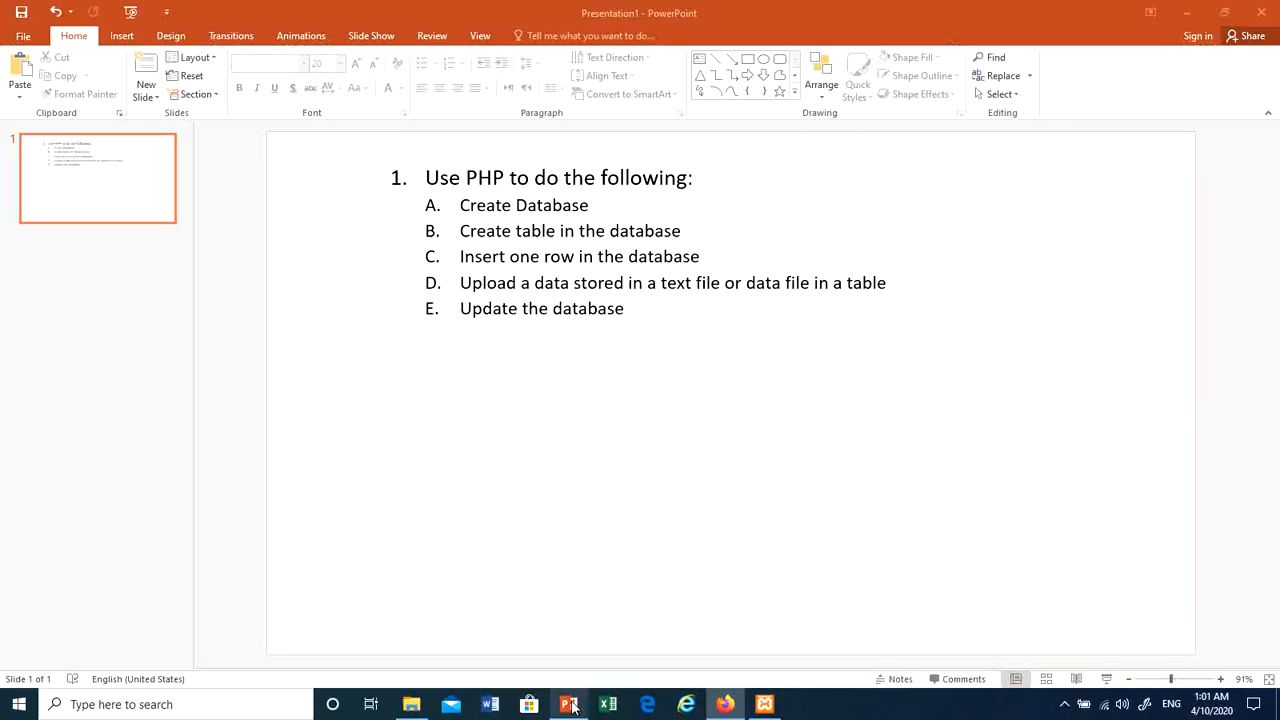 Presentation1 - PowerPoint
File Home Insert Design Transitions Animations Slide Show Review View Tell me what you want to do... Sign in Share
Cut
Copy
Format Painter
Paste
Clipboard
New
Slide
Layout
Reset
Section
Slides
20
B I U S abc AV Aa A
Font
Text Direction
Align Text
Convert to SmartArt
Paragraph
Arrange
Quick
Styles
Shape Fill
Shape Outline
Shape Effects
Drawing
Find
Replace
Select
Editing
1
1. Use PHP to do the following:
A. Create Database
B. Create table in the database
C. Insert one row in the database
D. Upload a data stored in a text file or data file in a table
E. Update the database
Slide 1 of 1 English (United States) Notes Comments 91%
Type here to search
ENG
1:01 AM
4/10/2020